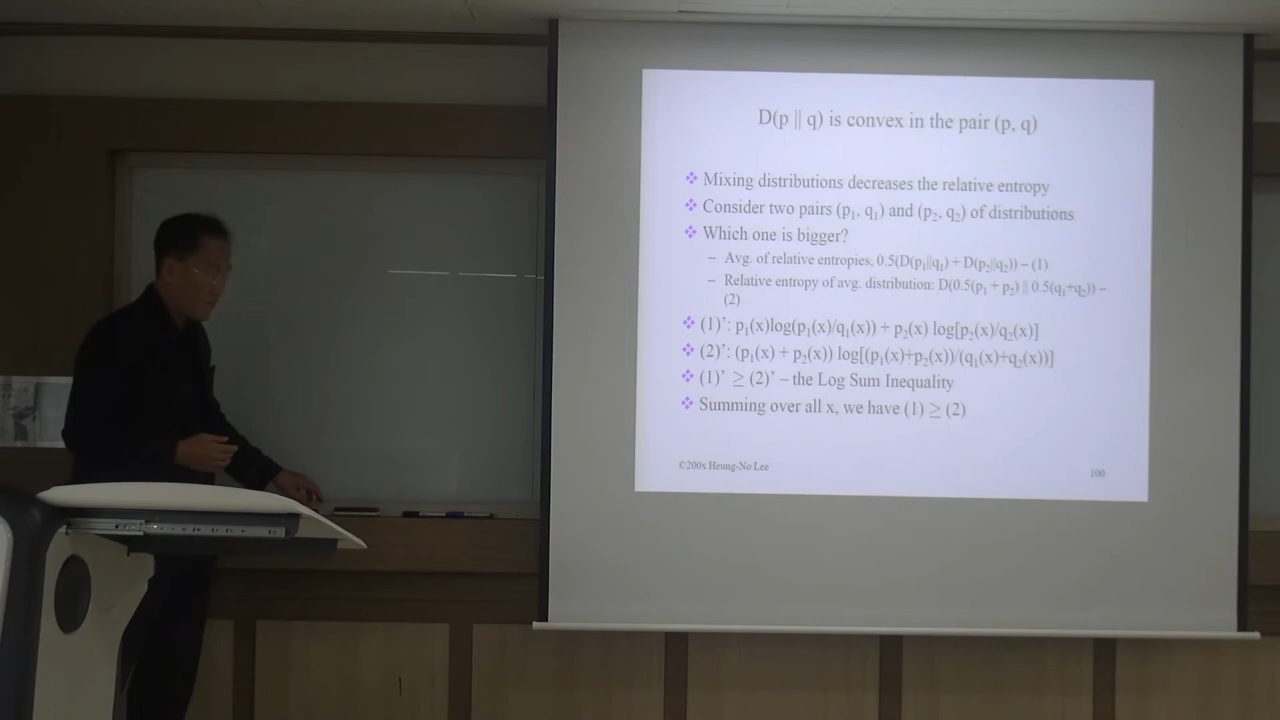 D(p || q) is convex in the pair (p, q)
❖ Mixing distributions decreases the relative entropy
❖ Consider two pairs (p₁, q₁) and (p₂, q₂) of distributions
❖ Which one is bigger?
– Avg. of relative entropies, 0.5(D(p₁||q₁) + D(p₂||q₂)) – (1)
– Relative entropy of avg. distribution: D(0.5(p₁ + p₂) || 0.5(q₁+q₂)) –
(2)
❖ (1)’: p₁(x)log(p₁(x)/q₁(x)) + p₂(x) log[p₂(x)/q₂(x)]
❖ (2)’: (p₁(x) + p₂(x)) log[(p₁(x)+p₂(x))/(q₁(x)+q₂(x))]
❖ (1)’ ≥ (2)’ – the Log Sum Inequality
❖ Summing over all x, we have (1) ≥ (2)
©200x Heung-No Lee
100